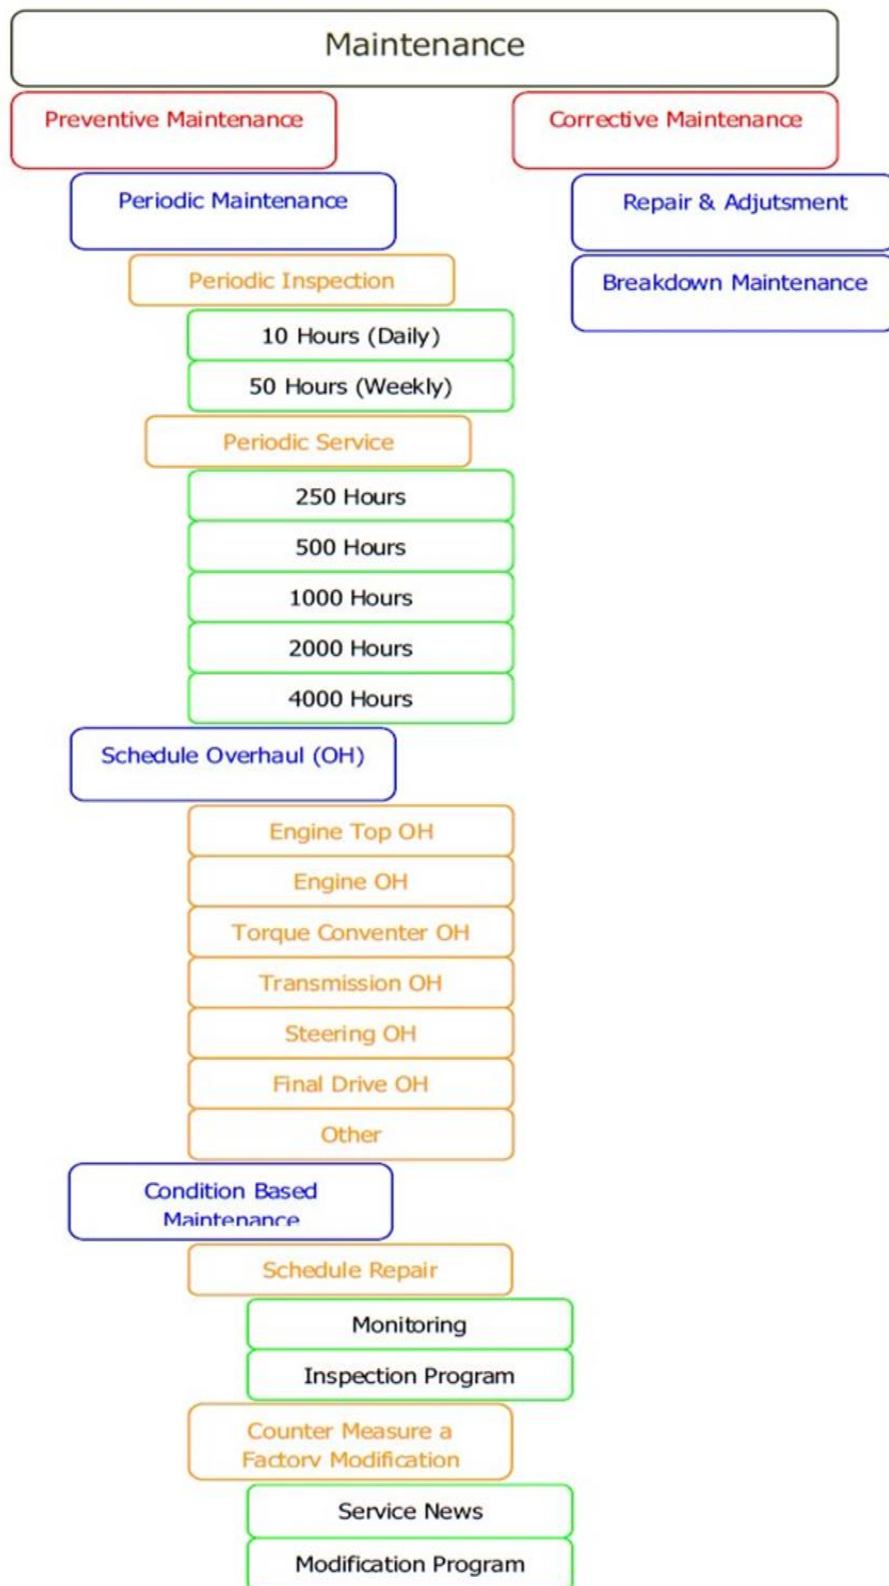 Maintenance
Preventive Maintenance
Corrective Maintenance
Periodic Maintenance
Repair & Adjutsment
Periodic Inspection
Breakdown Maintenance
10 Hours (Daily)
50 Hours (Weekly)
Periodic Service
250 Hours
500 Hours
1000 Hours
2000 Hours
4000 Hours
Schedule Overhaul (OH)
Engine Top OH
Engine OH
Torque Conventer OH
Transmission OH
Steering OH
Final Drive OH
Other
Condition Based
Maintenance
Schedule Repair
Monitoring
Inspection Program
Counter Measure a
Factory Modification
Service News
Modification Program